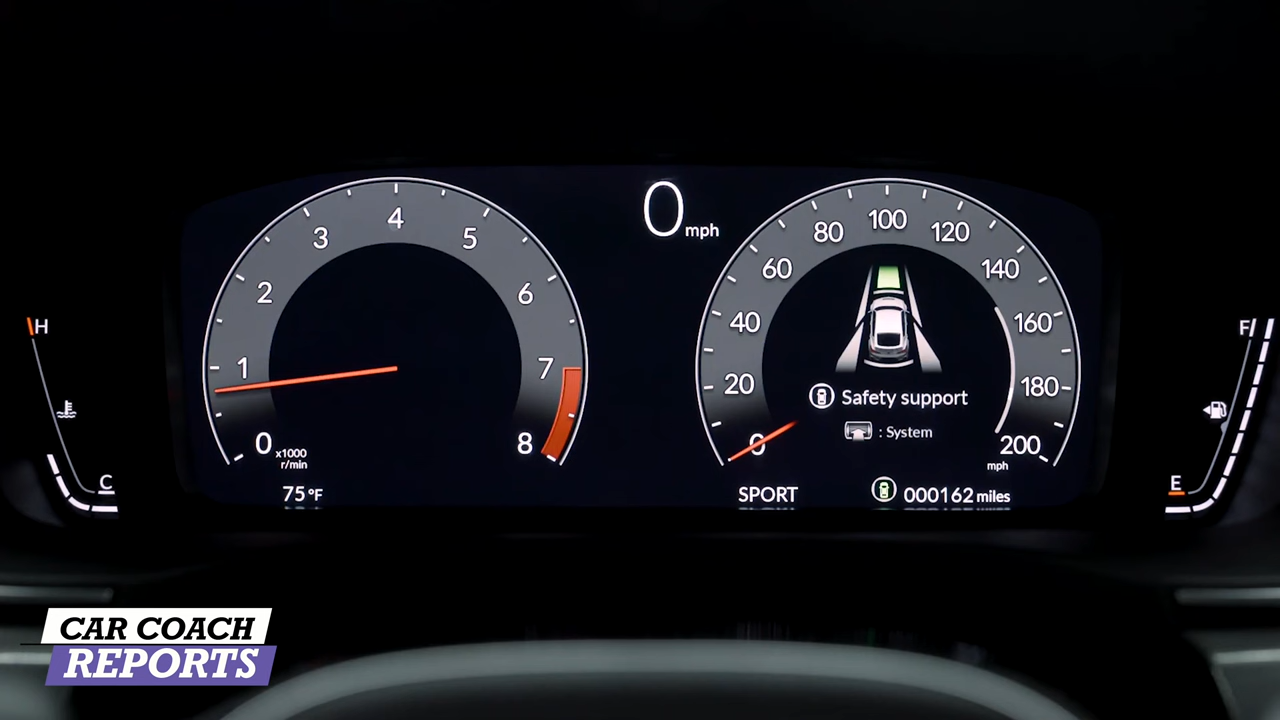 0 mph
0
1
2
3
4
5
6
7
8
x1000
r/min
75 °F
0
20
40
60
80
100
120
140
160
180
200
mph
Safety support
: System
SPORT
000162 miles
H
C
F
E
CAR COACH
REPORTS